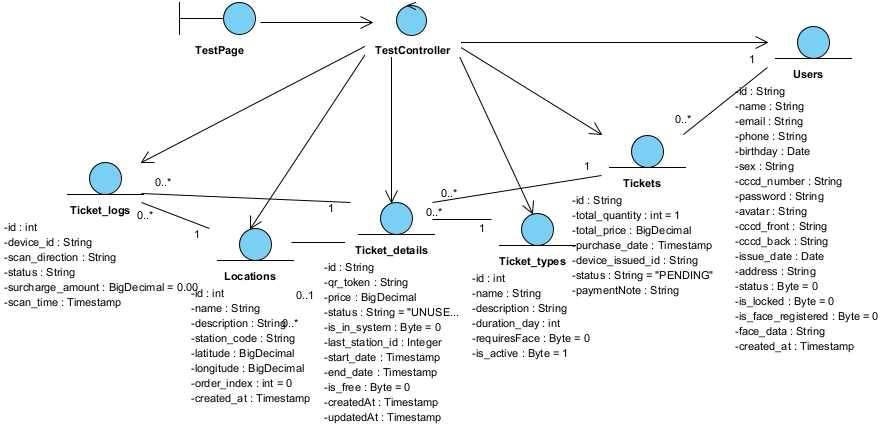 TestPage
TestController
1
Users
-id : String
-name : String
-email : String
-phone : String
-birthday : Date
-sex : String
-cccd_number : String
-password : String
-avatar : String
-cccd_front : String
-cccd_back : String
-issue_date : Date
-address : String
-status : Byte = 0
-is_locked : Byte = 0
-is_face_registered : Byte = 0
-face_data : String
-created_at : Timestamp
0..*
1
Tickets
-id : String
-total_quantity : int = 1
-total_price : BigDecimal
-purchase_date : Timestamp
-device_issued_id : String
-status : String = "PENDING"
-paymentNote : String
0..*
1
Ticket_logs
0..*
-id : int
-device_id : String
-scan_direction : String
-status : String
-surcharge_amount : BigDecimal = 0.00
-scan_time : Timestamp
1
Locations
-id : int
-name : String
-description : String
-station_code : String
-latitude : BigDecimal
-longitude : BigDecimal
-order_index : int = 0
-created_at : Timestamp
0..1
0..*
0..*
0..*
1
Ticket_details
-id : String
-qr_token : String
-price : BigDecimal
-status : String = "UNUSE...
-is_in_system : Byte = 0
-last_station_id : Integer
-start_date : Timestamp
-end_date : Timestamp
-is_free : Byte = 0
-createdAt : Timestamp
-updatedAt : Timestamp
Ticket_types
-id : int
-name : String
-description : String
-duration_day : int
-requiresFace : Byte = 0
-is_active : Byte = 1